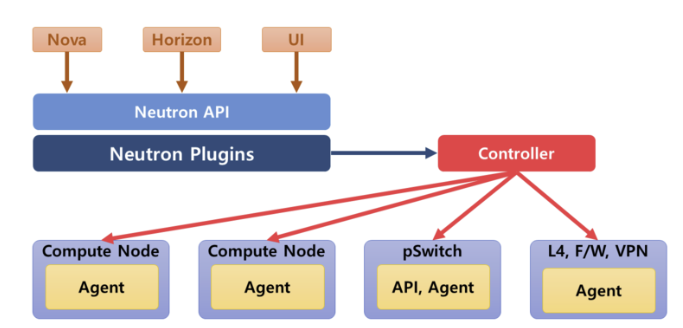 Nova
Horizon
UI
Neutron API
Neutron Plugins
Controller
Compute Node
Agent
Compute Node
Agent
pSwitch
API, Agent
L4, F/W, VPN
Agent